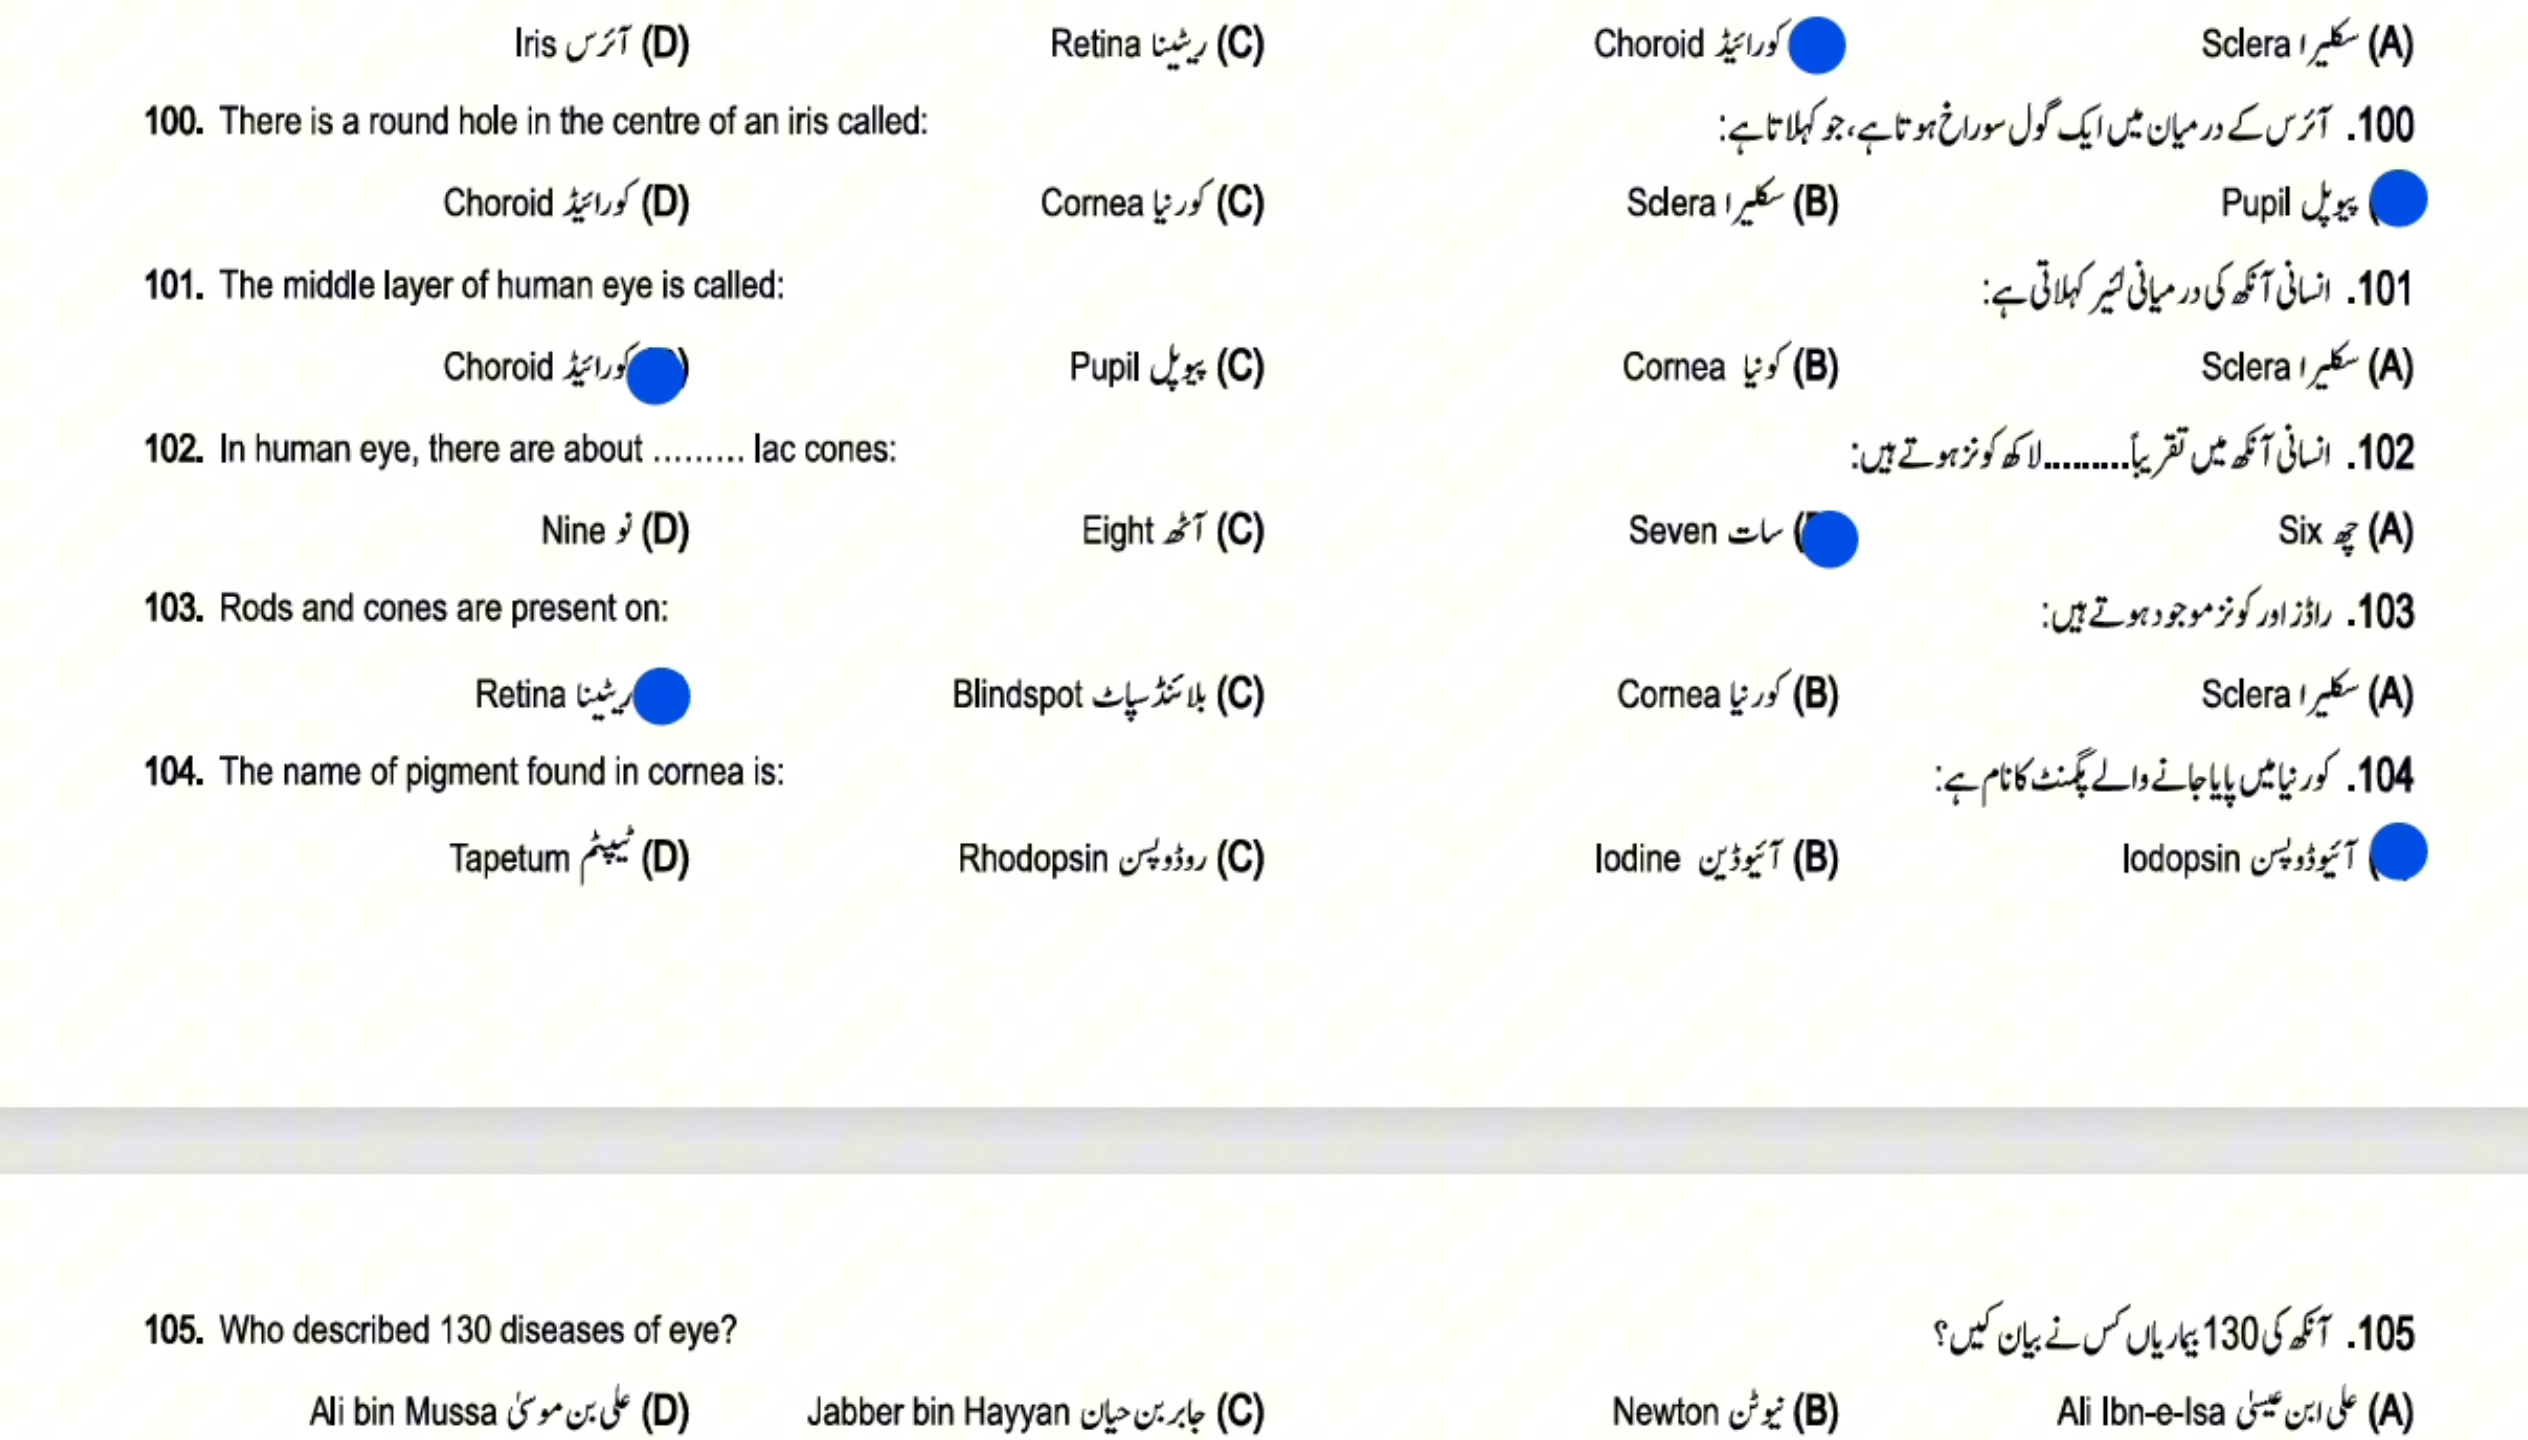 Iris آئرس (D) Retina ریٹینا (C) Choroid کورائیڈ Sclera سکلیرا (A)
100. There is a round hole in the centre of an iris called: 100. آئرس کے درمیان میں ایک گول سوراخ ہوتا ہے، جو کہلاتا ہے:
Choroid کورائیڈ (D) Cornea کورنیا (C) Sclera سکلیرا (B) Pupil پیوپل (
101. The middle layer of human eye is called: 101. انسانی آنکھ کی درمیانی لئیر کہلاتی ہے:
Choroid کورائیڈ ) Pupil پیوپل (C) Cornea کونیا (B) Sclera سکلیرا (A)
102. In human eye, there are about ......... lac cones: 102. انسانی آنکھ میں تقریباً.........لاکھ کونز ہوتے ہیں:
Nine نو (D) Eight آٹھ (C) Seven سات ( Six چھ (A)
103. Rods and cones are present on: 103. راڈز اور کونز موجود ہوتے ہیں:
Retina ریٹینا Blindspot بلائنڈ سپاٹ (C) Cornea کورنیا (B) Sclera سکلیرا (A)
104. The name of pigment found in cornea is: 104. کورنیا میں پایا جانے والے پگمنٹ کا نام ہے:
Tapetum ٹیپیٹم (D) Rhodopsin روڈوپسن (C) Iodine آئیوڈین (B) Iodopsin آئیوڈوپسن (
105. Who described 130 diseases of eye? 105. آنکھ کی 130 بیماریاں کس نے بیان کیں؟
Ali bin Mussa علی بن موسیٰ (D) Jabber bin Hayyan جابر بن حیان (C) Newton نیوٹن (B) Ali Ibn-e-Isa علی ابن عیسیٰ (A)